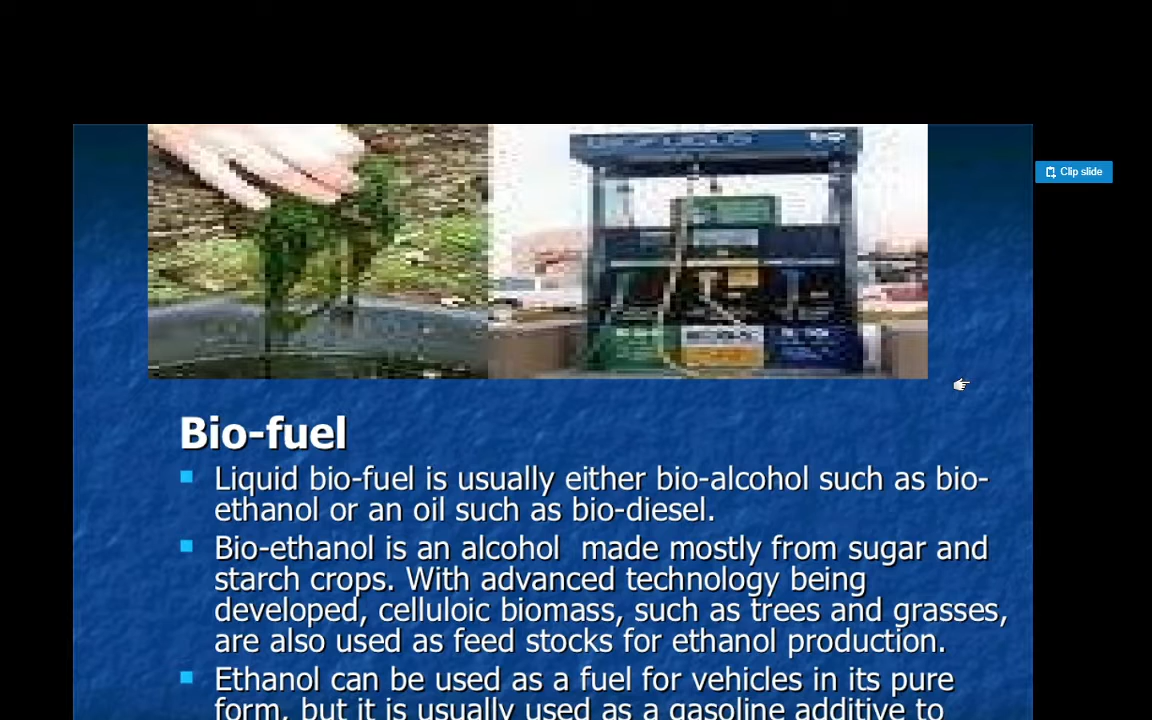 Clip slide
Bio-fuel
Liquid bio-fuel is usually either bio-alcohol such as bio-
ethanol or an oil such as bio-diesel.
Bio-ethanol is an alcohol made mostly from sugar and
starch crops. With advanced technology being
developed, celluloic biomass, such as trees and grasses,
are also used as feed stocks for ethanol production.
Ethanol can be used as a fuel for vehicles in its pure
form, but it is usually used as a gasoline additive to